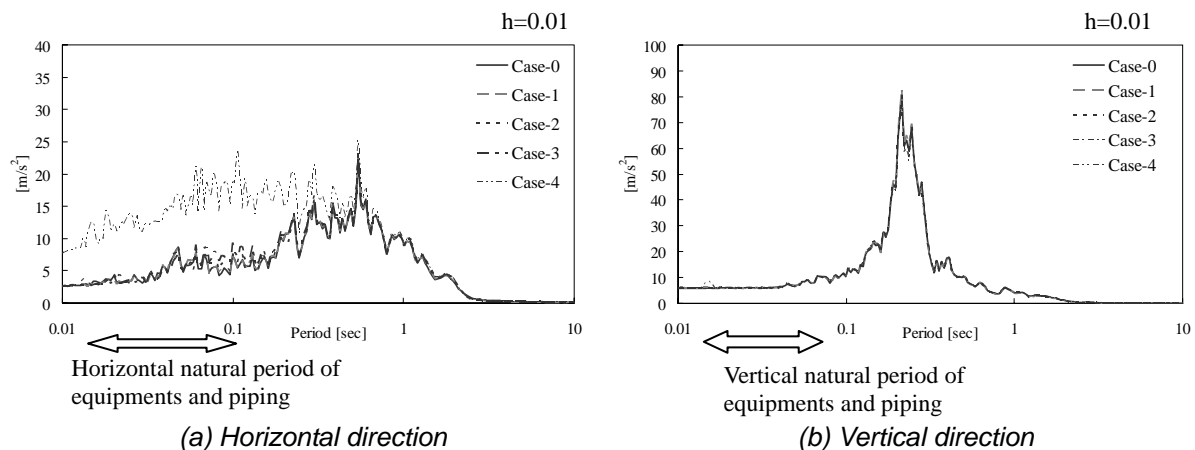 h=0.01
40
35
30
25
20
15
10
5
0
[m/s²]
Case-0
Case-1
Case-2
Case-3
Case-4
0.01
0.1
Period [sec]
1
10
Horizontal natural period of
equipments and piping
(a) Horizontal direction
h=0.01
100
90
80
70
60
50
40
30
20
10
0
[m/s²]
Case-0
Case-1
Case-2
Case-3
Case-4
0.01
0.1
Period [sec]
1
10
Vertical natural period of
equipments and piping
(b) Vertical direction